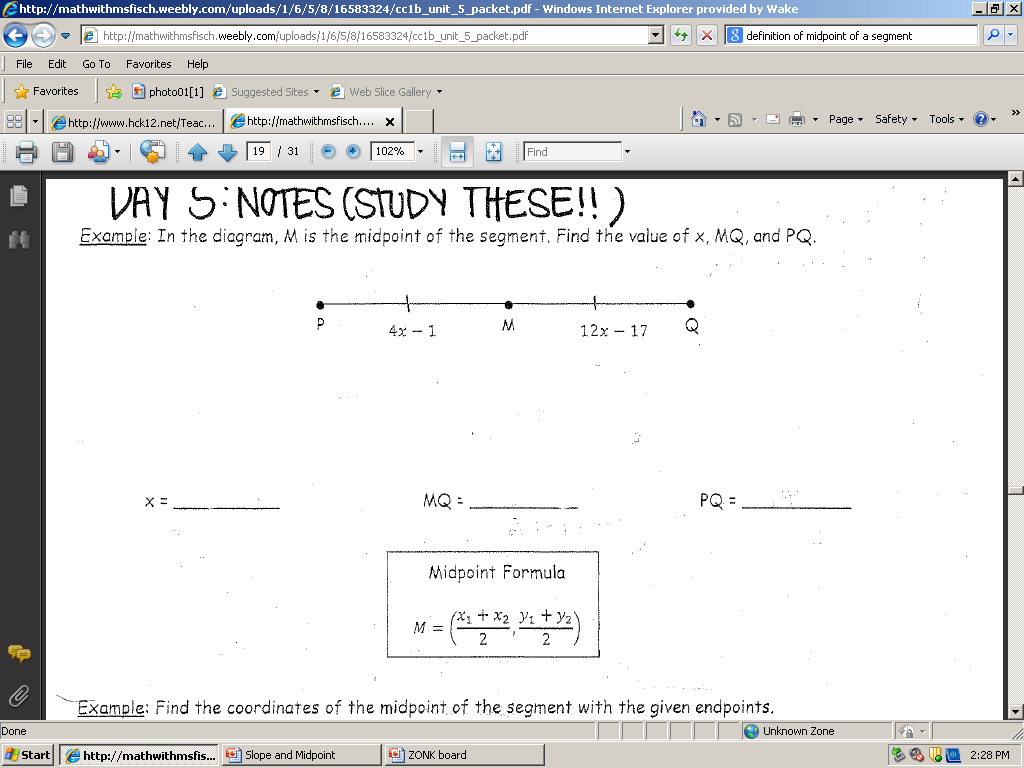 http://mathwithmsfisch.weebly.com/uploads/1/6/5/8/16583324/cc1b_unit_5_packet.pdf - Windows Internet Explorer provided by Wake
http://mathwithmsfisch.weebly.com/uploads/1/6/5/8/16583324/cc1b_unit_5_packet.pdf
definition of midpoint of a segment
File Edit Go To Favorites Help
Favorites photo01[1] Suggested Sites Web Slice Gallery
http://www.hck12.net/Teac... http://mathwithmsfisch.... Page Safety Tools »
19 / 31 102% Find
DAY 5: NOTES (STUDY THESE!!)
Example: In the diagram, M is the midpoint of the segment. Find the value of x, MQ, and PQ.
P 4x − 1 M 12x − 17 Q
x = ________ MQ = ________ PQ = ________
Midpoint Formula
M = (x₁ + x₂/2, y₁ + y₂/2)
Example: Find the coordinates of the midpoint of the segment with the given endpoints.
Done Unknown Zone
Start http://mathwithmsfis... Slope and Midpoint ZONK board 2:28 PM